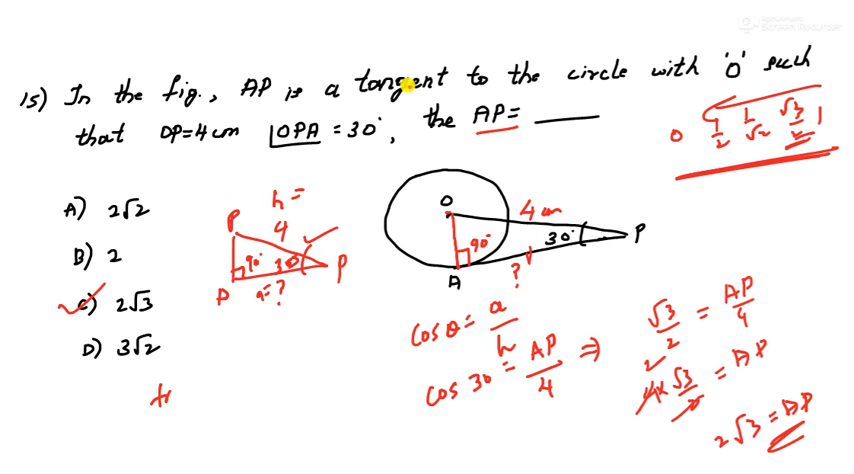 15) In the fig., AP is a tangent to the circle with 'O' such
that OP=4 cm ∠OPA = 30°, the AP= ____
0 1/2 1/√2 √3/2 1
A) 2√2
B) 2
C) 2√3
D) 3√2
h =
P
4
90° 30
A P
a=?
O
4 cm
90° 30° P
A ?
cos θ = a/h
cos 30 = AP/4 ⇒
√3/2 = AP/4
2
4×√3/2 = AP
2√3 = AP